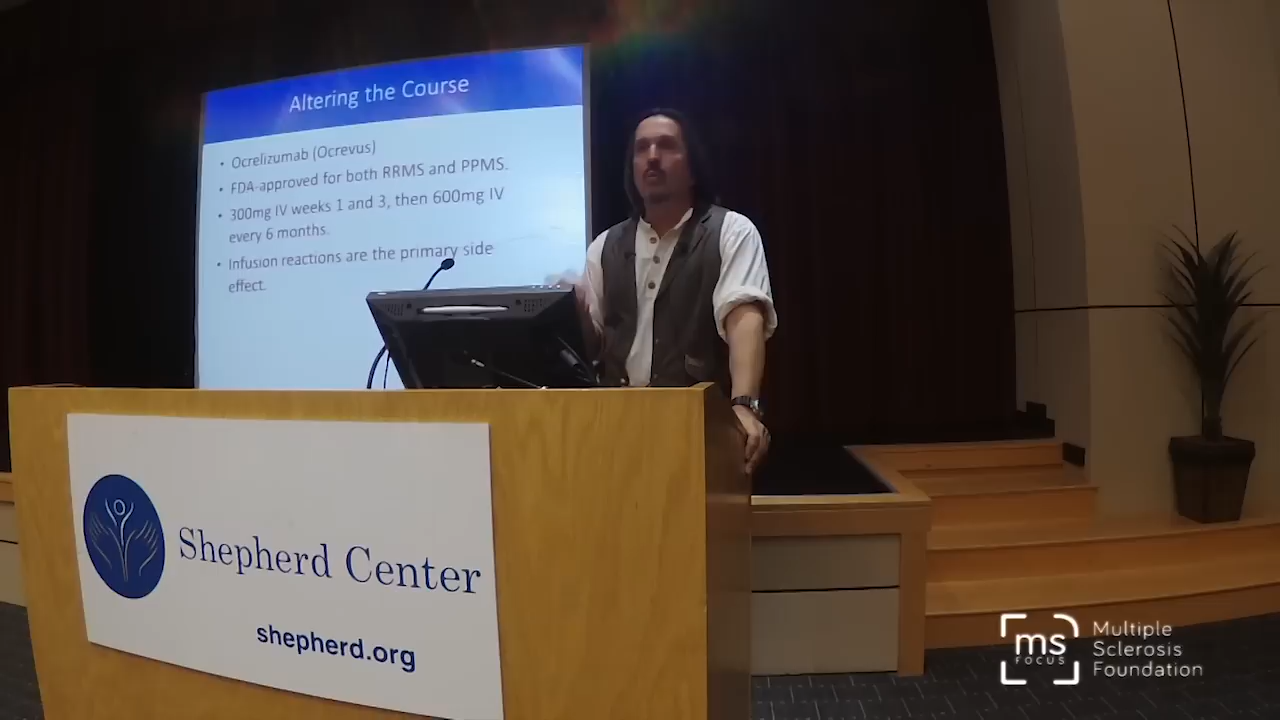 Altering the Course
• Ocrelizumab (Ocrevus)
• FDA-approved for both RRMS and PPMS.
• 300mg IV weeks 1 and 3, then 600mg IV
every 6 months.
• Infusion reactions are the primary side
effect.
Shepherd Center
shepherd.org
ms
FOCUS
Multiple
Sclerosis
Foundation